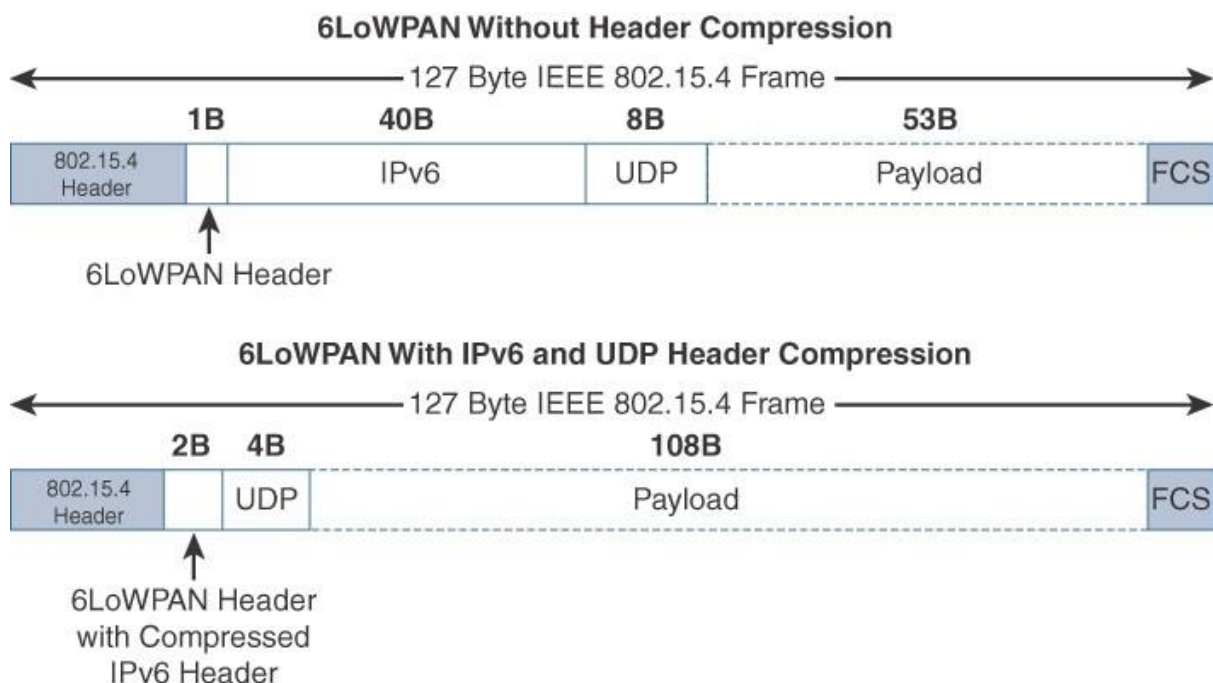 6LoWPAN Without Header Compression
127 Byte IEEE 802.15.4 Frame
1B 40B 8B 53B
802.15.4
Header
IPv6 UDP Payload FCS
6LoWPAN Header
6LoWPAN With IPv6 and UDP Header Compression
127 Byte IEEE 802.15.4 Frame
2B 4B 108B
802.15.4
Header
UDP Payload FCS
6LoWPAN Header
with Compressed
IPv6 Header